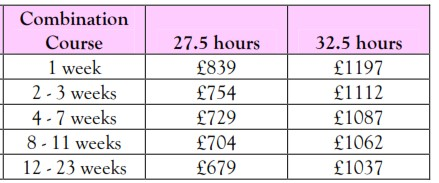 Combination
Course 27.5 hours 32.5 hours
1 week £839 £1197
2 - 3 weeks £754 £1112
4 - 7 weeks £729 £1087
8 - 11 weeks £704 £1062
12 - 23 weeks £679 £1037